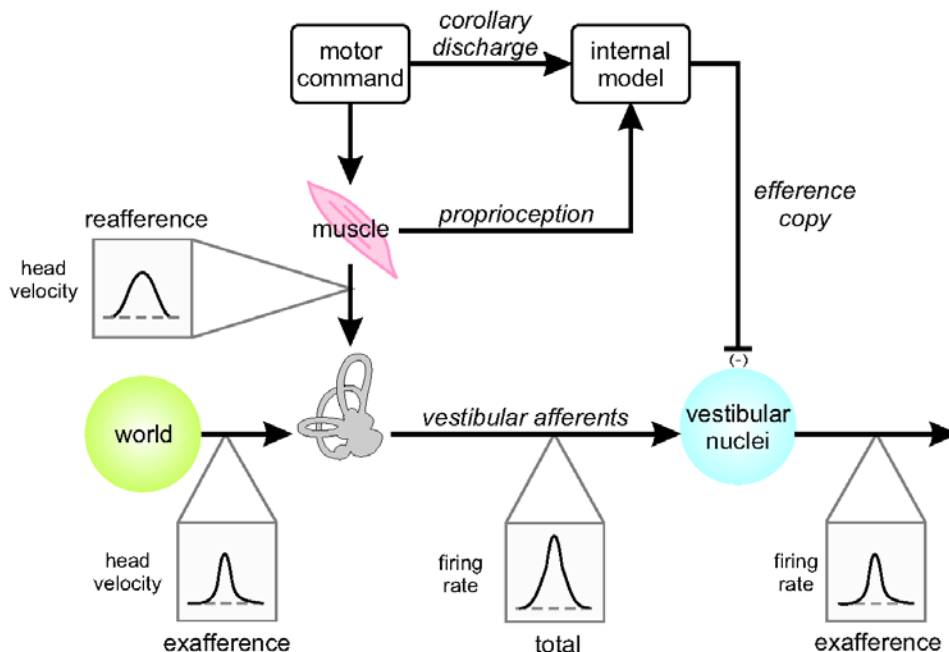 motor
command
corollary
discharge
internal
model
reafference
muscle
proprioception
efference
copy
head
velocity
(-)
world
vestibular afferents
vestibular
nuclei
head
velocity
firing
rate
firing
rate
exafference
total
exafference